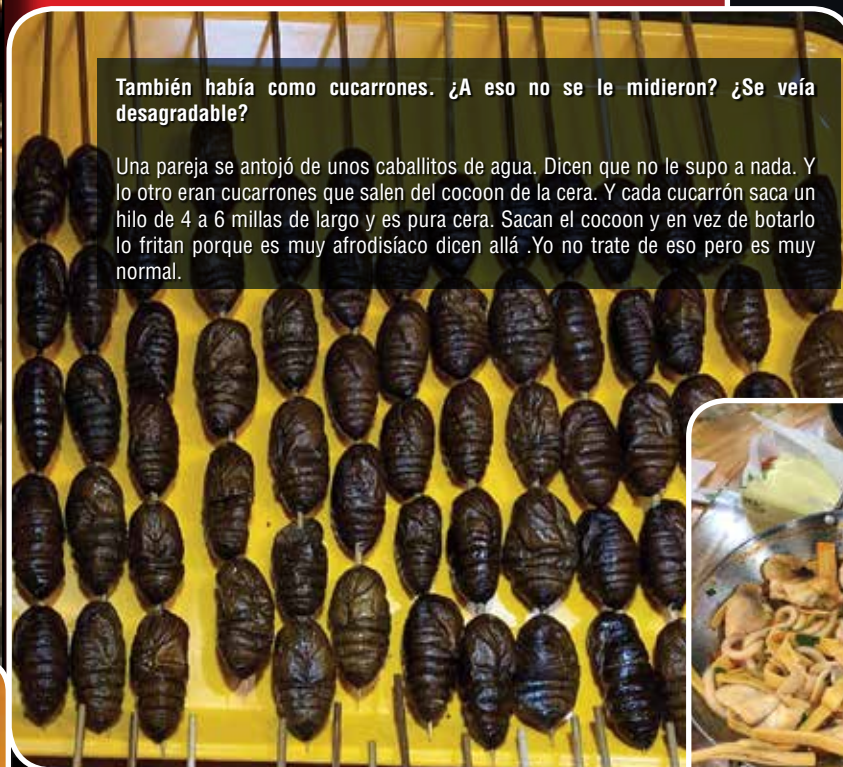 También había como cucarrones. ¿A eso no se le midieron? ¿Se veía
desagradable?
Una pareja se antojó de unos caballitos de agua. Dicen que no le supo a nada. Y
lo otro eran cucarrones que salen del cocoon de la cera. Y cada cucarrón saca un
hilo de 4 a 6 millas de largo y es pura cera. Sacan el cocoon y en vez de botarlo
lo fritan porque es muy afrodisíaco dicen allá .Yo no trate de eso pero es muy
normal.